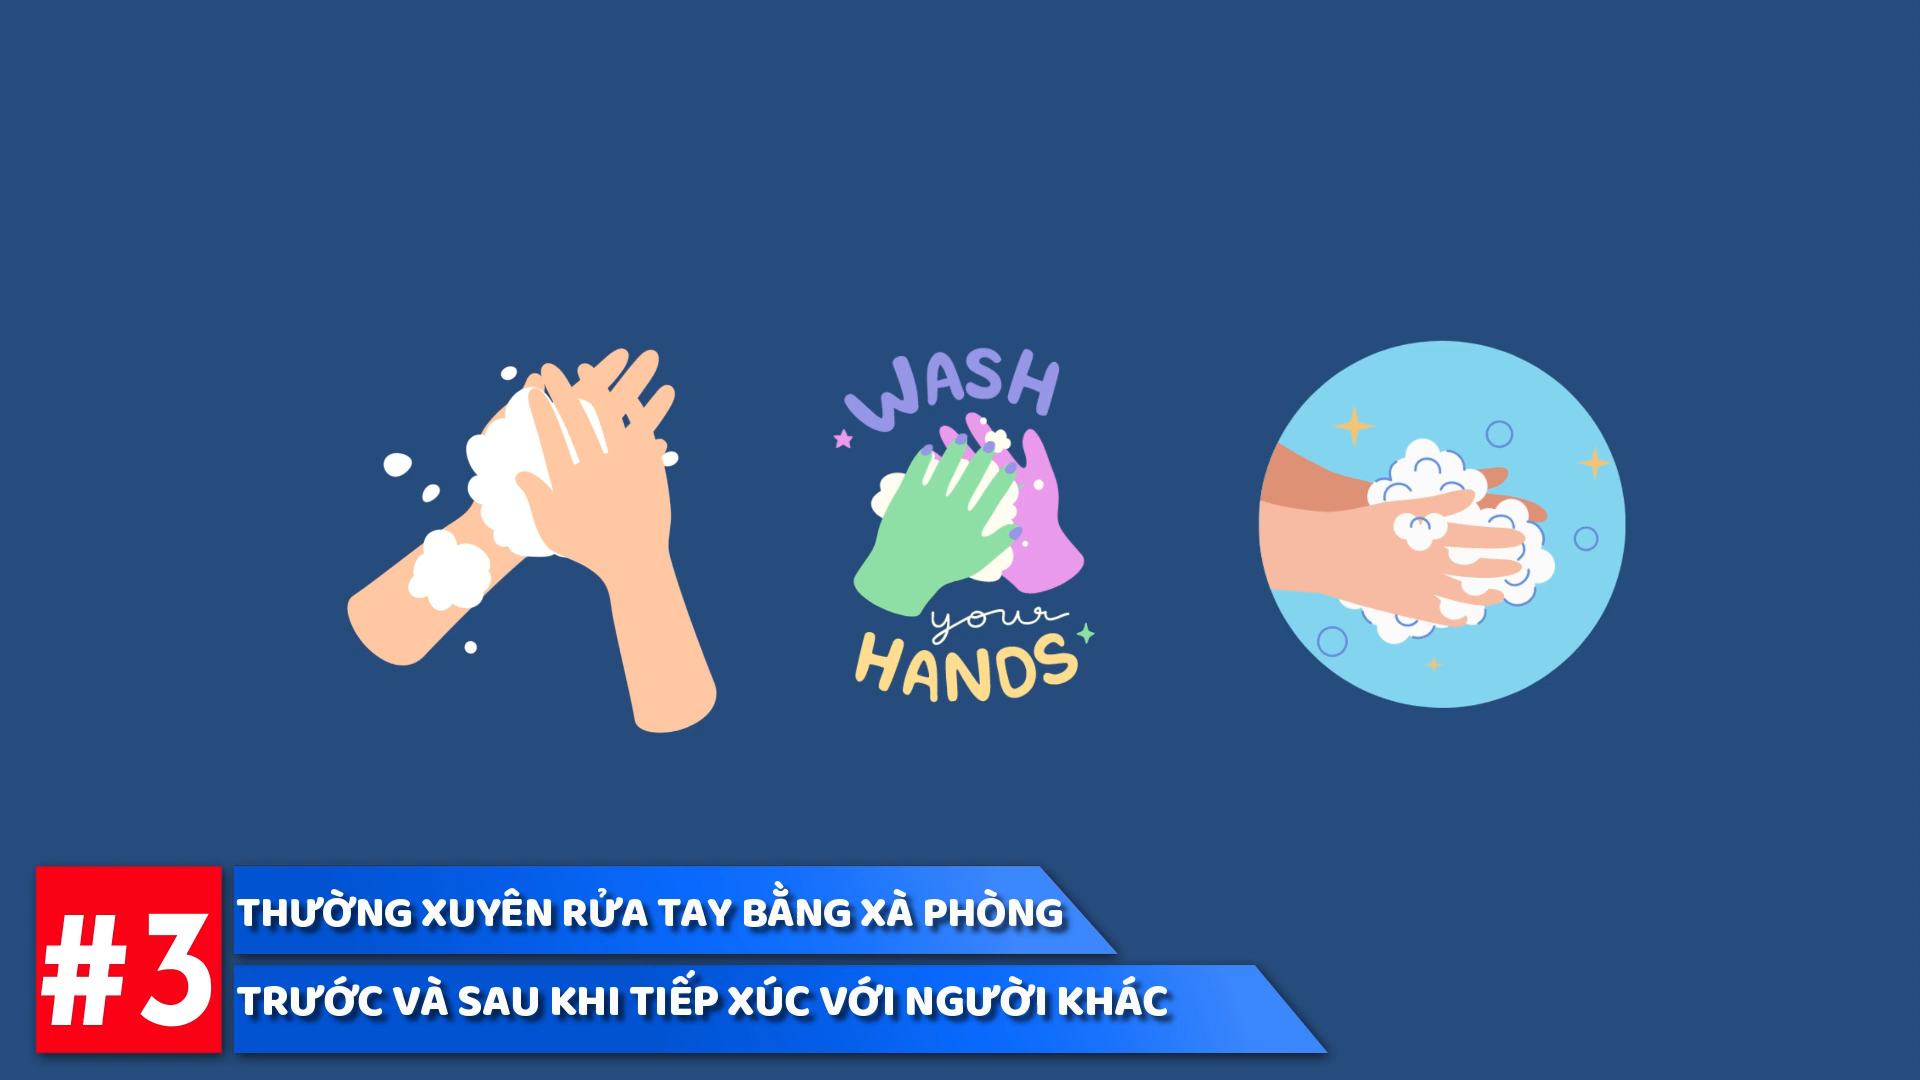 WASH
your
HANDS
#3
THƯỜNG XUYÊN RỬA TAY BẰNG XÀ PHÒNG
TRƯỚC VÀ SAU KHI TIẾP XÚC VỚI NGƯỜI KHÁC